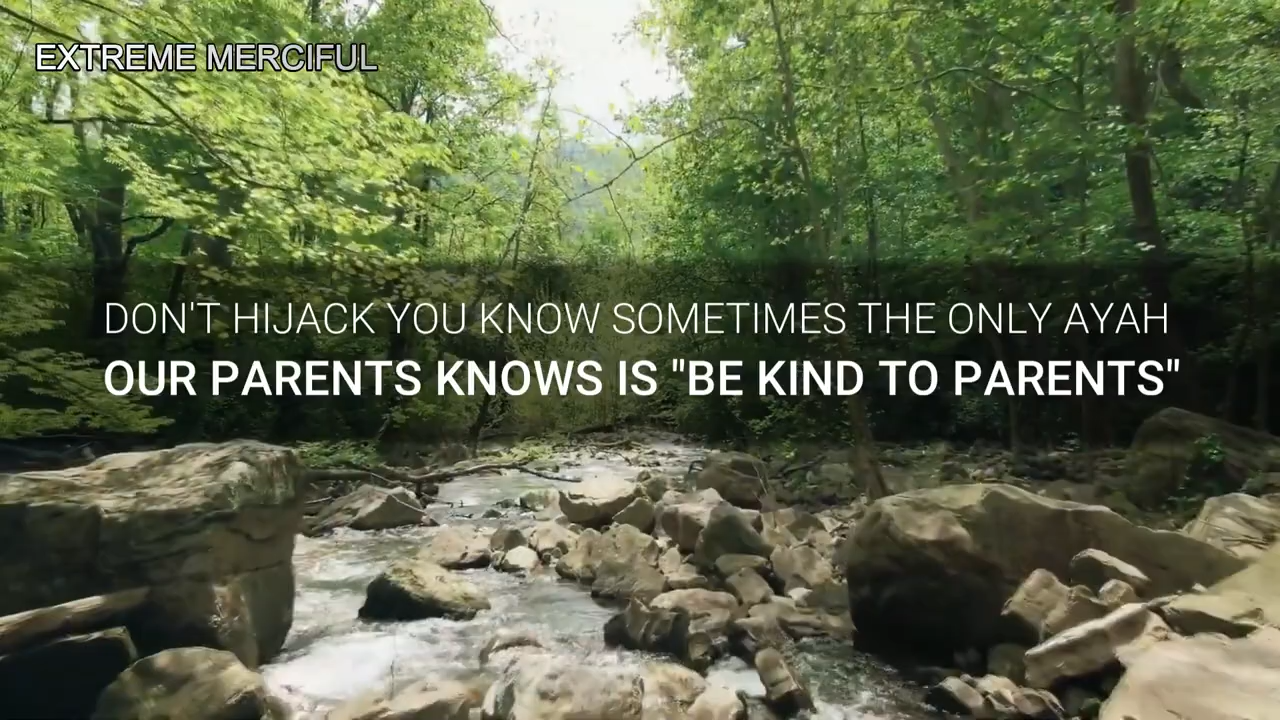 EXTREME MERCIFUL
DON'T HIJACK YOU KNOW SOMETIMES THE ONLY AYAH
OUR PARENTS KNOWS IS "BE KIND TO PARENTS"